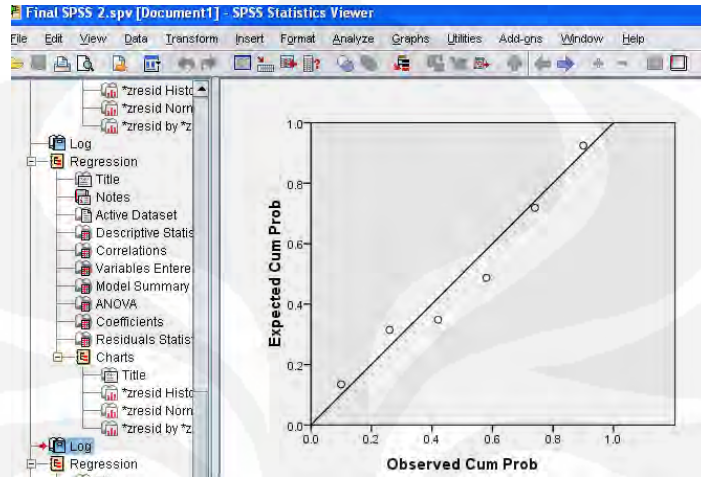 Final SPSS 2.spv [Document1] - SPSS Statistics Viewer
File Edit View Data Transform Insert Format Analyze Graphs Utilities Add-ons Window Help
*zresid Histo
*zresid Norn
*zresid by *z
Log
Regression
Title
Notes
Active Dataset
Descriptive Statis
Correlations
Variables Entere
Model Summary
ANOVA
Coefficients
Residuals Statis
Charts
Title
*zresid Histo
*zresid Norn
*zresid by *z
Log
Regression
Expected Cum Prob
1.0
0.8
0.6
0.4
0.2
0.0
0.0 0.2 0.4 0.6 0.8 1.0
Observed Cum Prob